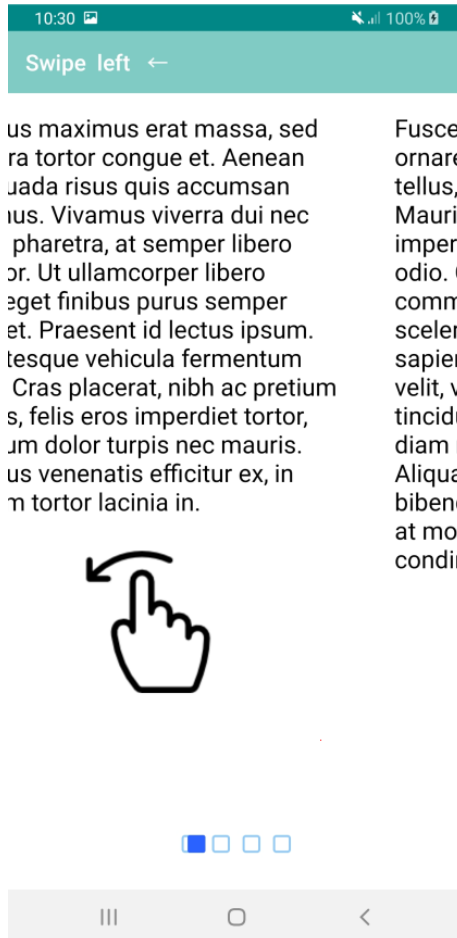 10:30
100%
Swipe left ←
us maximus erat massa, sed
ra tortor congue et. Aenean
uada risus quis accumsan
us. Vivamus viverra dui nec
pharetra, at semper libero
or. Ut ullamcorper libero
eget finibus purus semper
et. Praesent id lectus ipsum.
tesque vehicula fermentum
Cras placerat, nibh ac pretium
s, felis eros imperdiet tortor,
um dolor turpis nec mauris.
us venenatis efficitur ex, in
m tortor lacinia in.
Fusce
ornare
tellus,
Mauri
imper
odio.
comm
sceler
sapien
velit, v
tincidu
diam
Aliqua
biben
at mo
condi